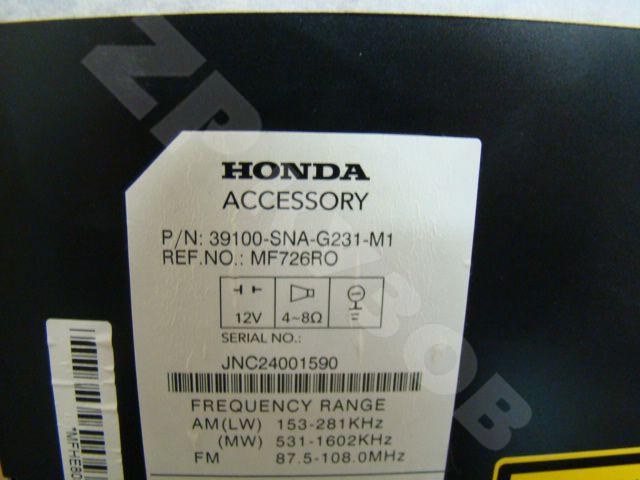 HONDA
ACCESSORY
P/N: 39100-SNA-G231-M1
REF.NO.: MF726RO
12V 4~8Ω
SERIAL NO.:
JNC24001590
FREQUENCY RANGE
AM(LW) 153-281KHz
(MW) 531-1602KHz
FM 87.5-108.0MHz